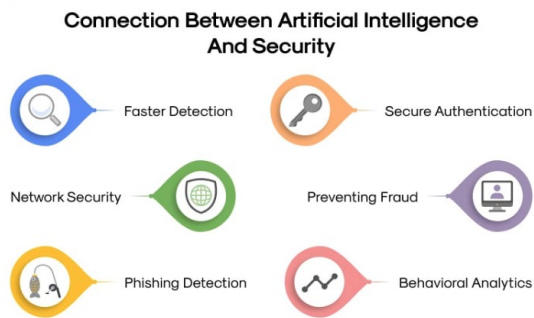 Connection Between Artificial Intelligence
And Security
Faster Detection
Secure Authentication
Network Security
Preventing Fraud
Phishing Detection
Behavioral Analytics